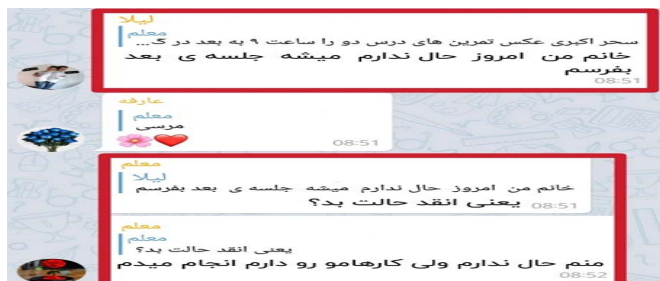 لیلا
معلم
سحر اکبری عکس تمرین های درس دو را ساعت ۹ به بعد در گ...
خانم من امروز حال ندارم میشه جلسه ی بعد
بفرسم
08:51
عارفه
معلم
مرسی
🌸❤️
08:51
معلم
لیلا
خانم من امروز حال ندارم میشه جلسه ی بعد بفرسم
یعنی انقد حالت بد؟
08:51
معلم
معلم
یعنی انقد حالت بد؟
منم حال ندارم ولی کارهامو رو دارم انجام میدم
08:52